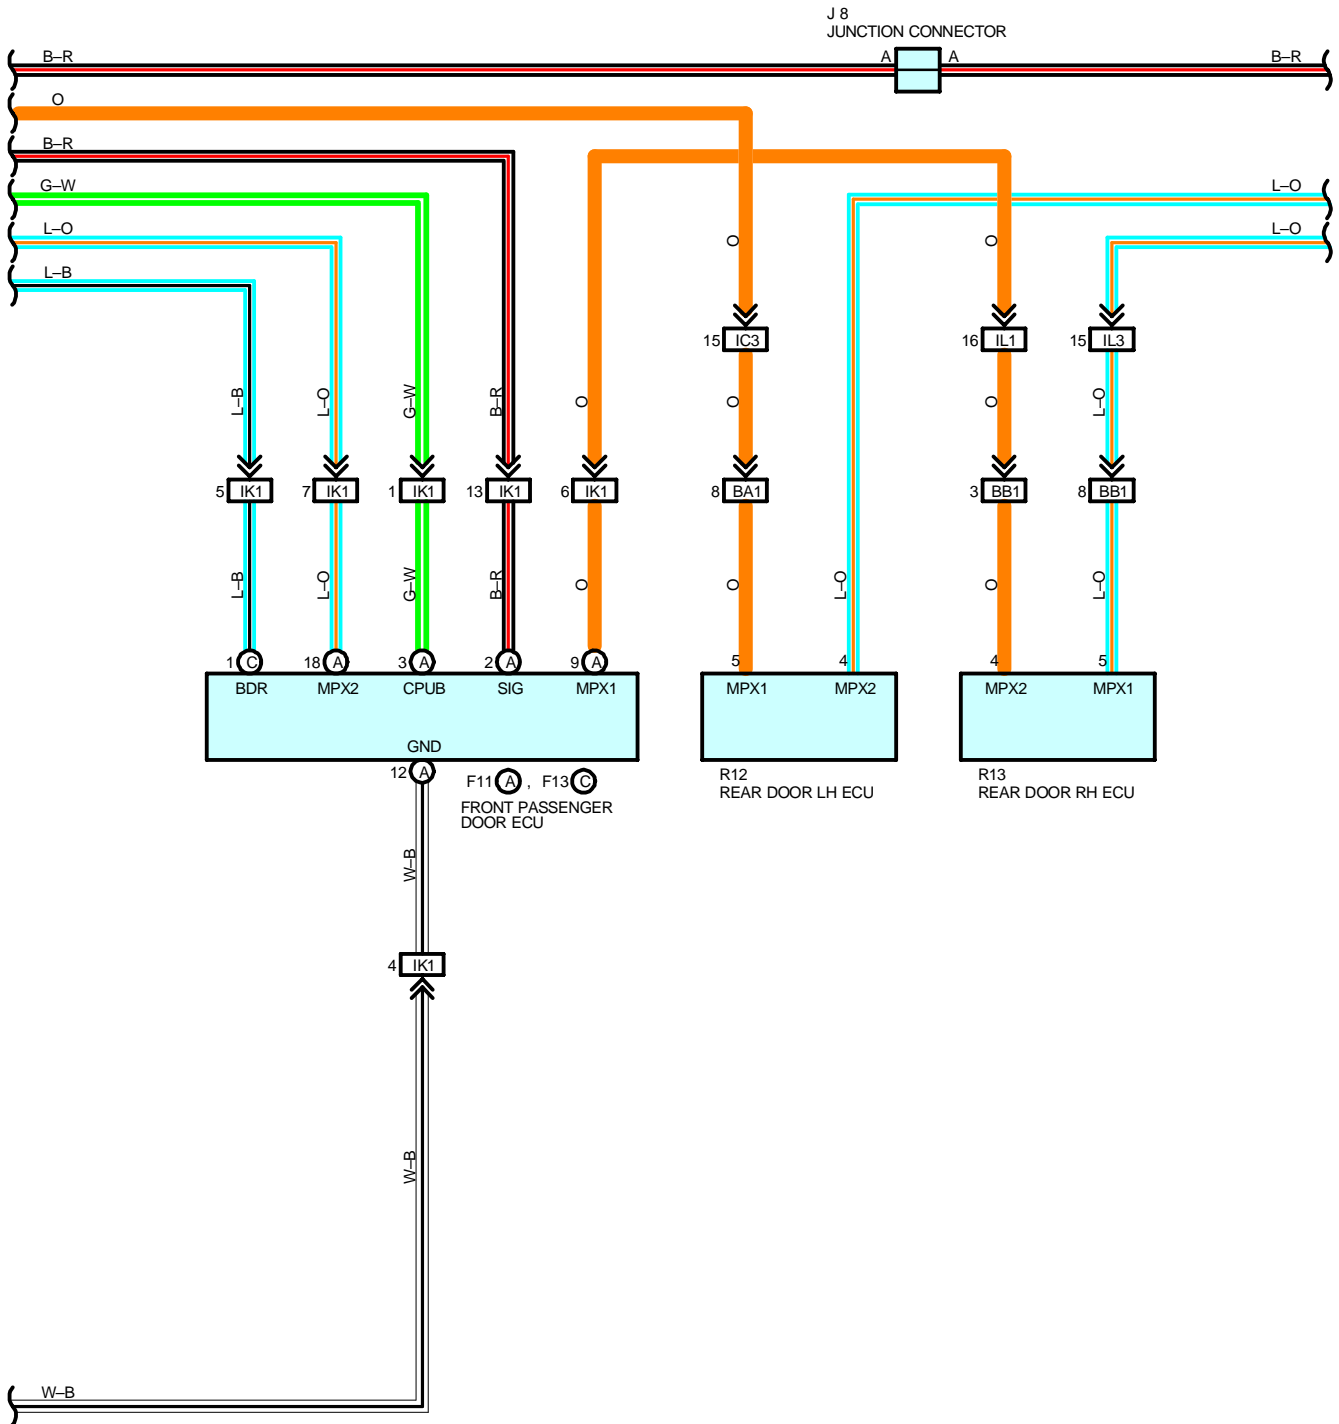 J 8
JUNCTION CONNECTOR
B–R A A B–R
O
B–R
G–W L–O
L–O L–O
L–B
O O
15 IC3 16 IL1 15 IL3
L–B L–O G–W B–R O O O L–O
5 IK1 7 IK1 1 IK1 13 IK1 6 IK1 8 BA1 3 BB1 8 BB1
L–B L–O G–W B–R O O L–O O L–O
1 C 18 A 3 A 2 A 9 A 5 4 4 5
BDR MPX2 CPUB SIG MPX1 MPX1 MPX2 MPX2 MPX1
GND
12 A
F11 A , F13 C
FRONT PASSENGER
DOOR ECU
R12
REAR DOOR LH ECU
R13
REAR DOOR RH ECU
W–B
4 IK1
W–B
W–B